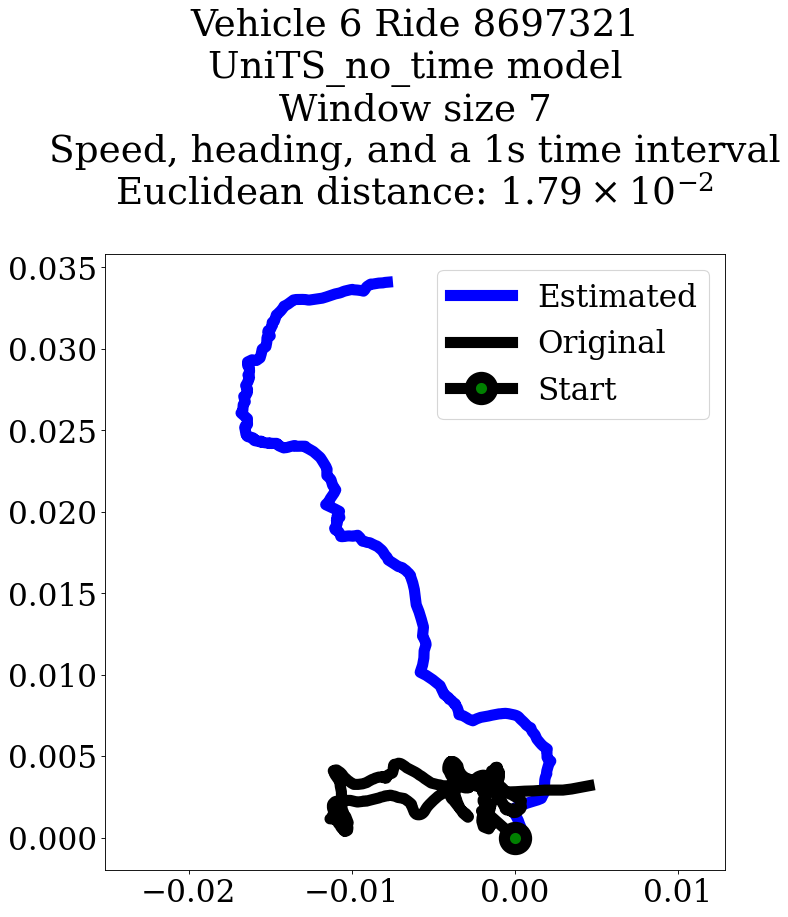 Vehicle 6 Ride 8697321
UniTS_no_time model
Window size 7
Speed, heading, and a 1s time interval
Euclidean distance: 1.79 × 10⁻²
0.035
0.030
0.025
0.020
0.015
0.010
0.005
0.000
Estimated
Original
Start
−0.02 −0.01 0.00 0.01